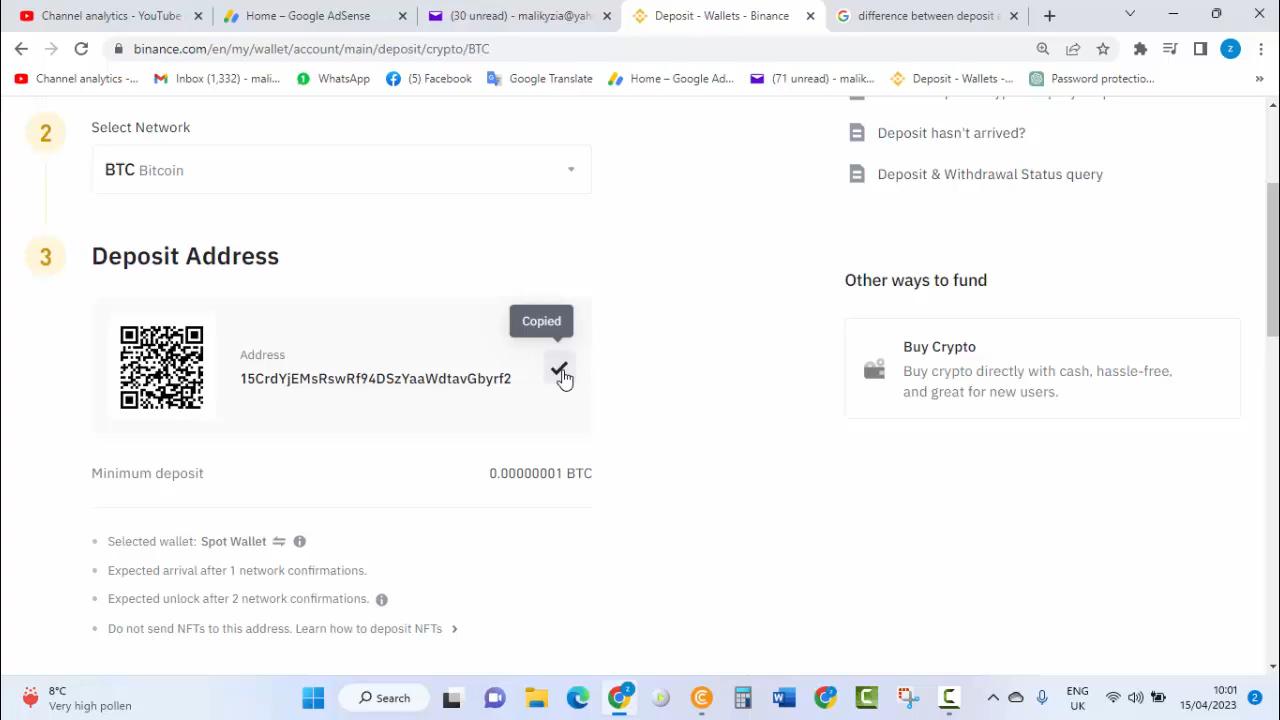 Channel analytics - YouTube
Home – Google AdSense
(30 unread) - malikyzia@yah
Deposit - Wallets - Binance
difference between deposit a
binance.com/en/my/wallet/account/main/deposit/crypto/BTC
z
Channel analytics -...
Inbox (1,332) - mali...
WhatsApp
(5) Facebook
Google Translate
Home – Google Ad...
(71 unread) - malik...
Deposit - Wallets -...
Password protectio...
»
2
Select Network
BTC Bitcoin
Deposit hasn't arrived?
Deposit & Withdrawal Status query
3
Deposit Address
Copied
Address
15CrdYjEMsRswRf94DSzYaaWdtavGbyrf2
Other ways to fund
Buy Crypto
Buy crypto directly with cash, hassle-free,
and great for new users.
Minimum deposit
0.00000001 BTC
Selected wallet: Spot Wallet
Expected arrival after 1 network confirmations.
Expected unlock after 2 network confirmations.
Do not send NFTs to this address. Learn how to deposit NFTs
8°C
Very high pollen
Search
ENG
UK
10:01
15/04/2023
2